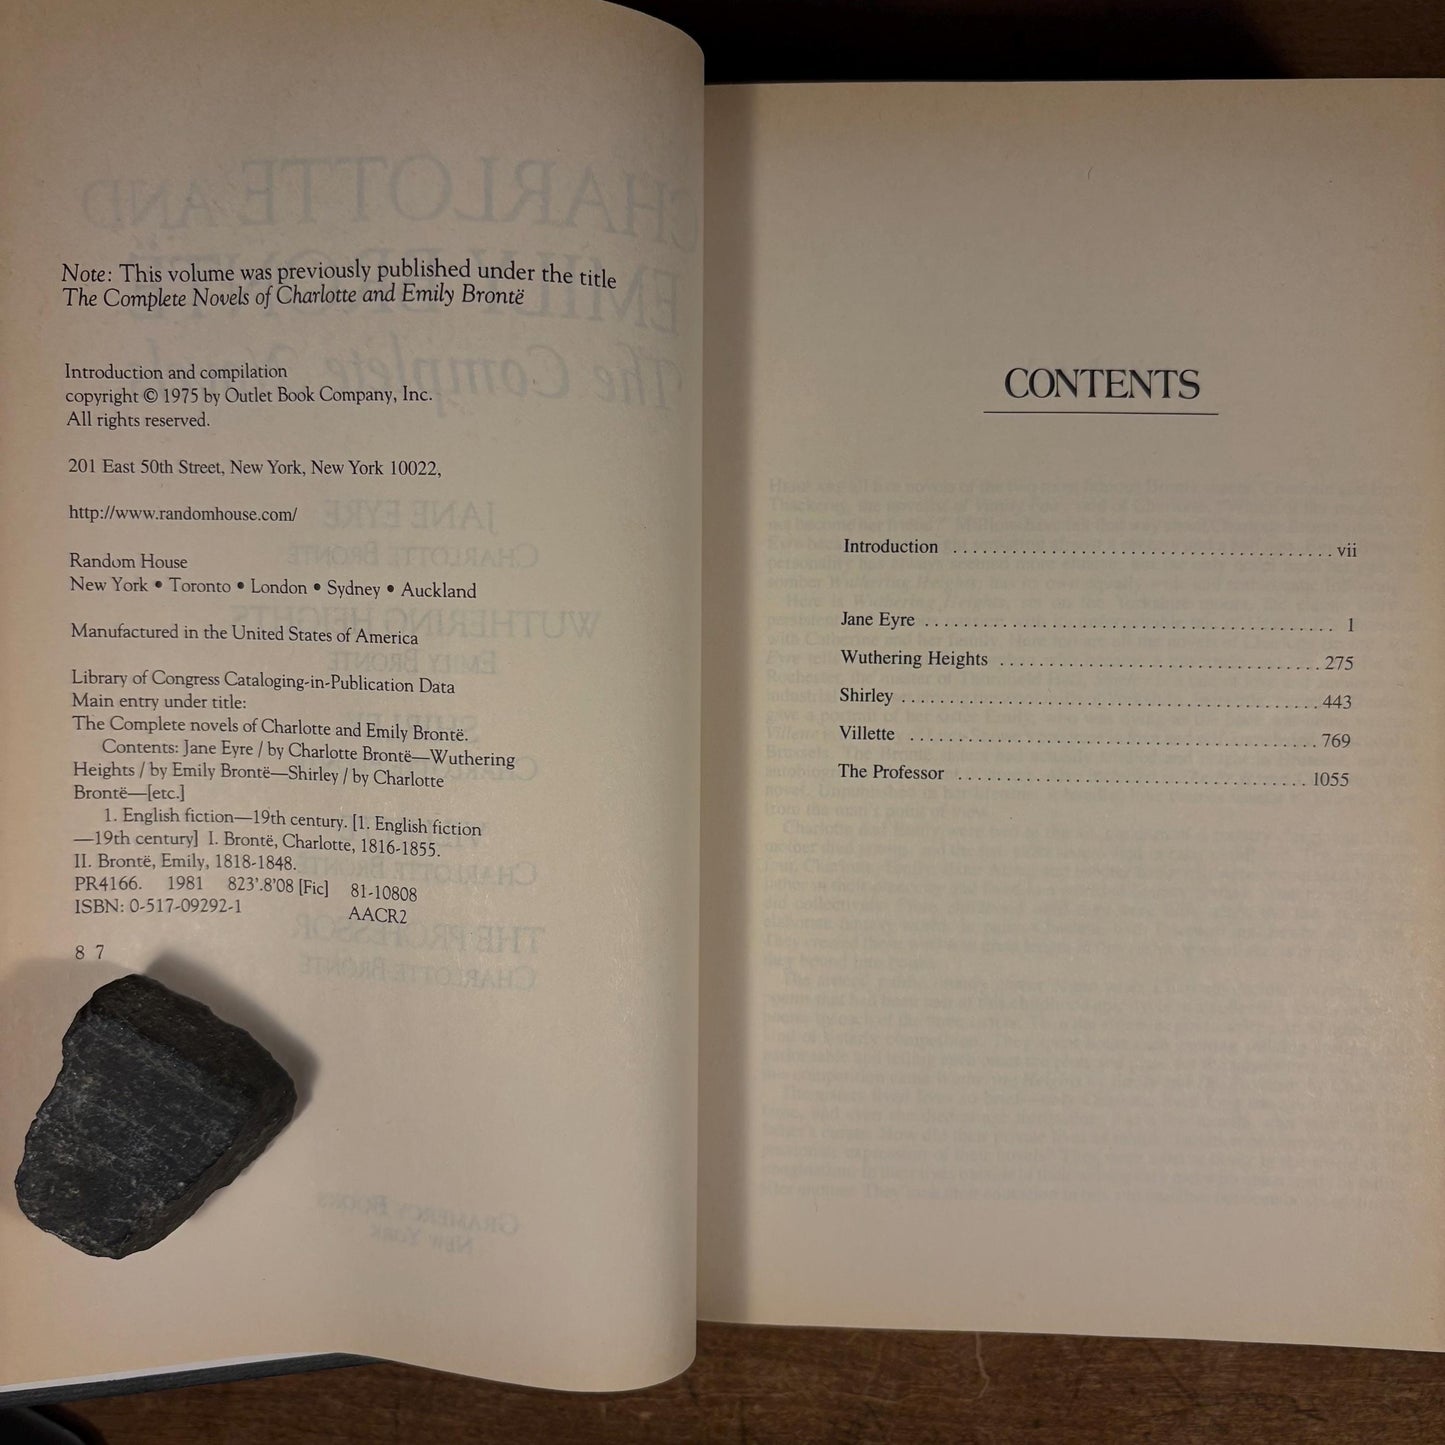 Note: This volume was previously published under the title
The Complete Novels of Charlotte and Emily Brontë
Introduction and compilation
copyright © 1975 by Outlet Book Company, Inc.
All rights reserved.
201 East 50th Street, New York, New York 10022,
http://www.randomhouse.com/
Random House
New York • Toronto • London • Sydney • Auckland
Manufactured in the United States of America
Library of Congress Cataloging-in-Publication Data
Main entry under title:
The Complete novels of Charlotte and Emily Brontë.
Contents: Jane Eyre / by Charlotte Brontë—Wuthering
Heights / by Emily Brontë—Shirley / by Charlotte
Brontë—[etc.]
1. English fiction—19th century. [1. English fiction
—19th century] I. Brontë, Charlotte, 1816-1855.
II. Brontë, Emily, 1818-1848.
PR4166. 1981 823'.8'08 [Fic] 81-10808
ISBN: 0-517-09292-1 AACR2
8 7
CONTENTS
Introduction ........................................ vii
Jane Eyre ........................................... 1
Wuthering Heights .................................. 275
Shirley ............................................. 443
Villette ............................................ 769
The Professor ...................................... 1055